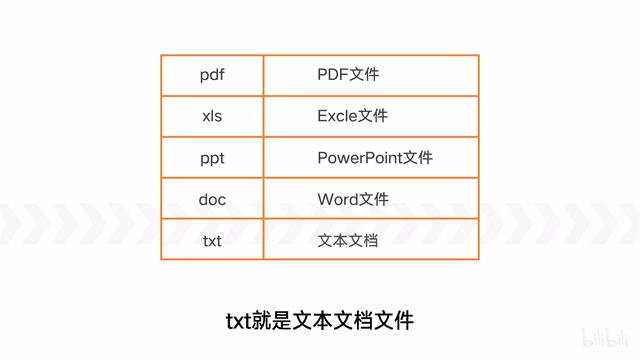 pdf PDF文件
xls Excle文件
ppt PowerPoint文件
doc Word文件
txt 文本文档
txt就是文本文档文件
bilibili